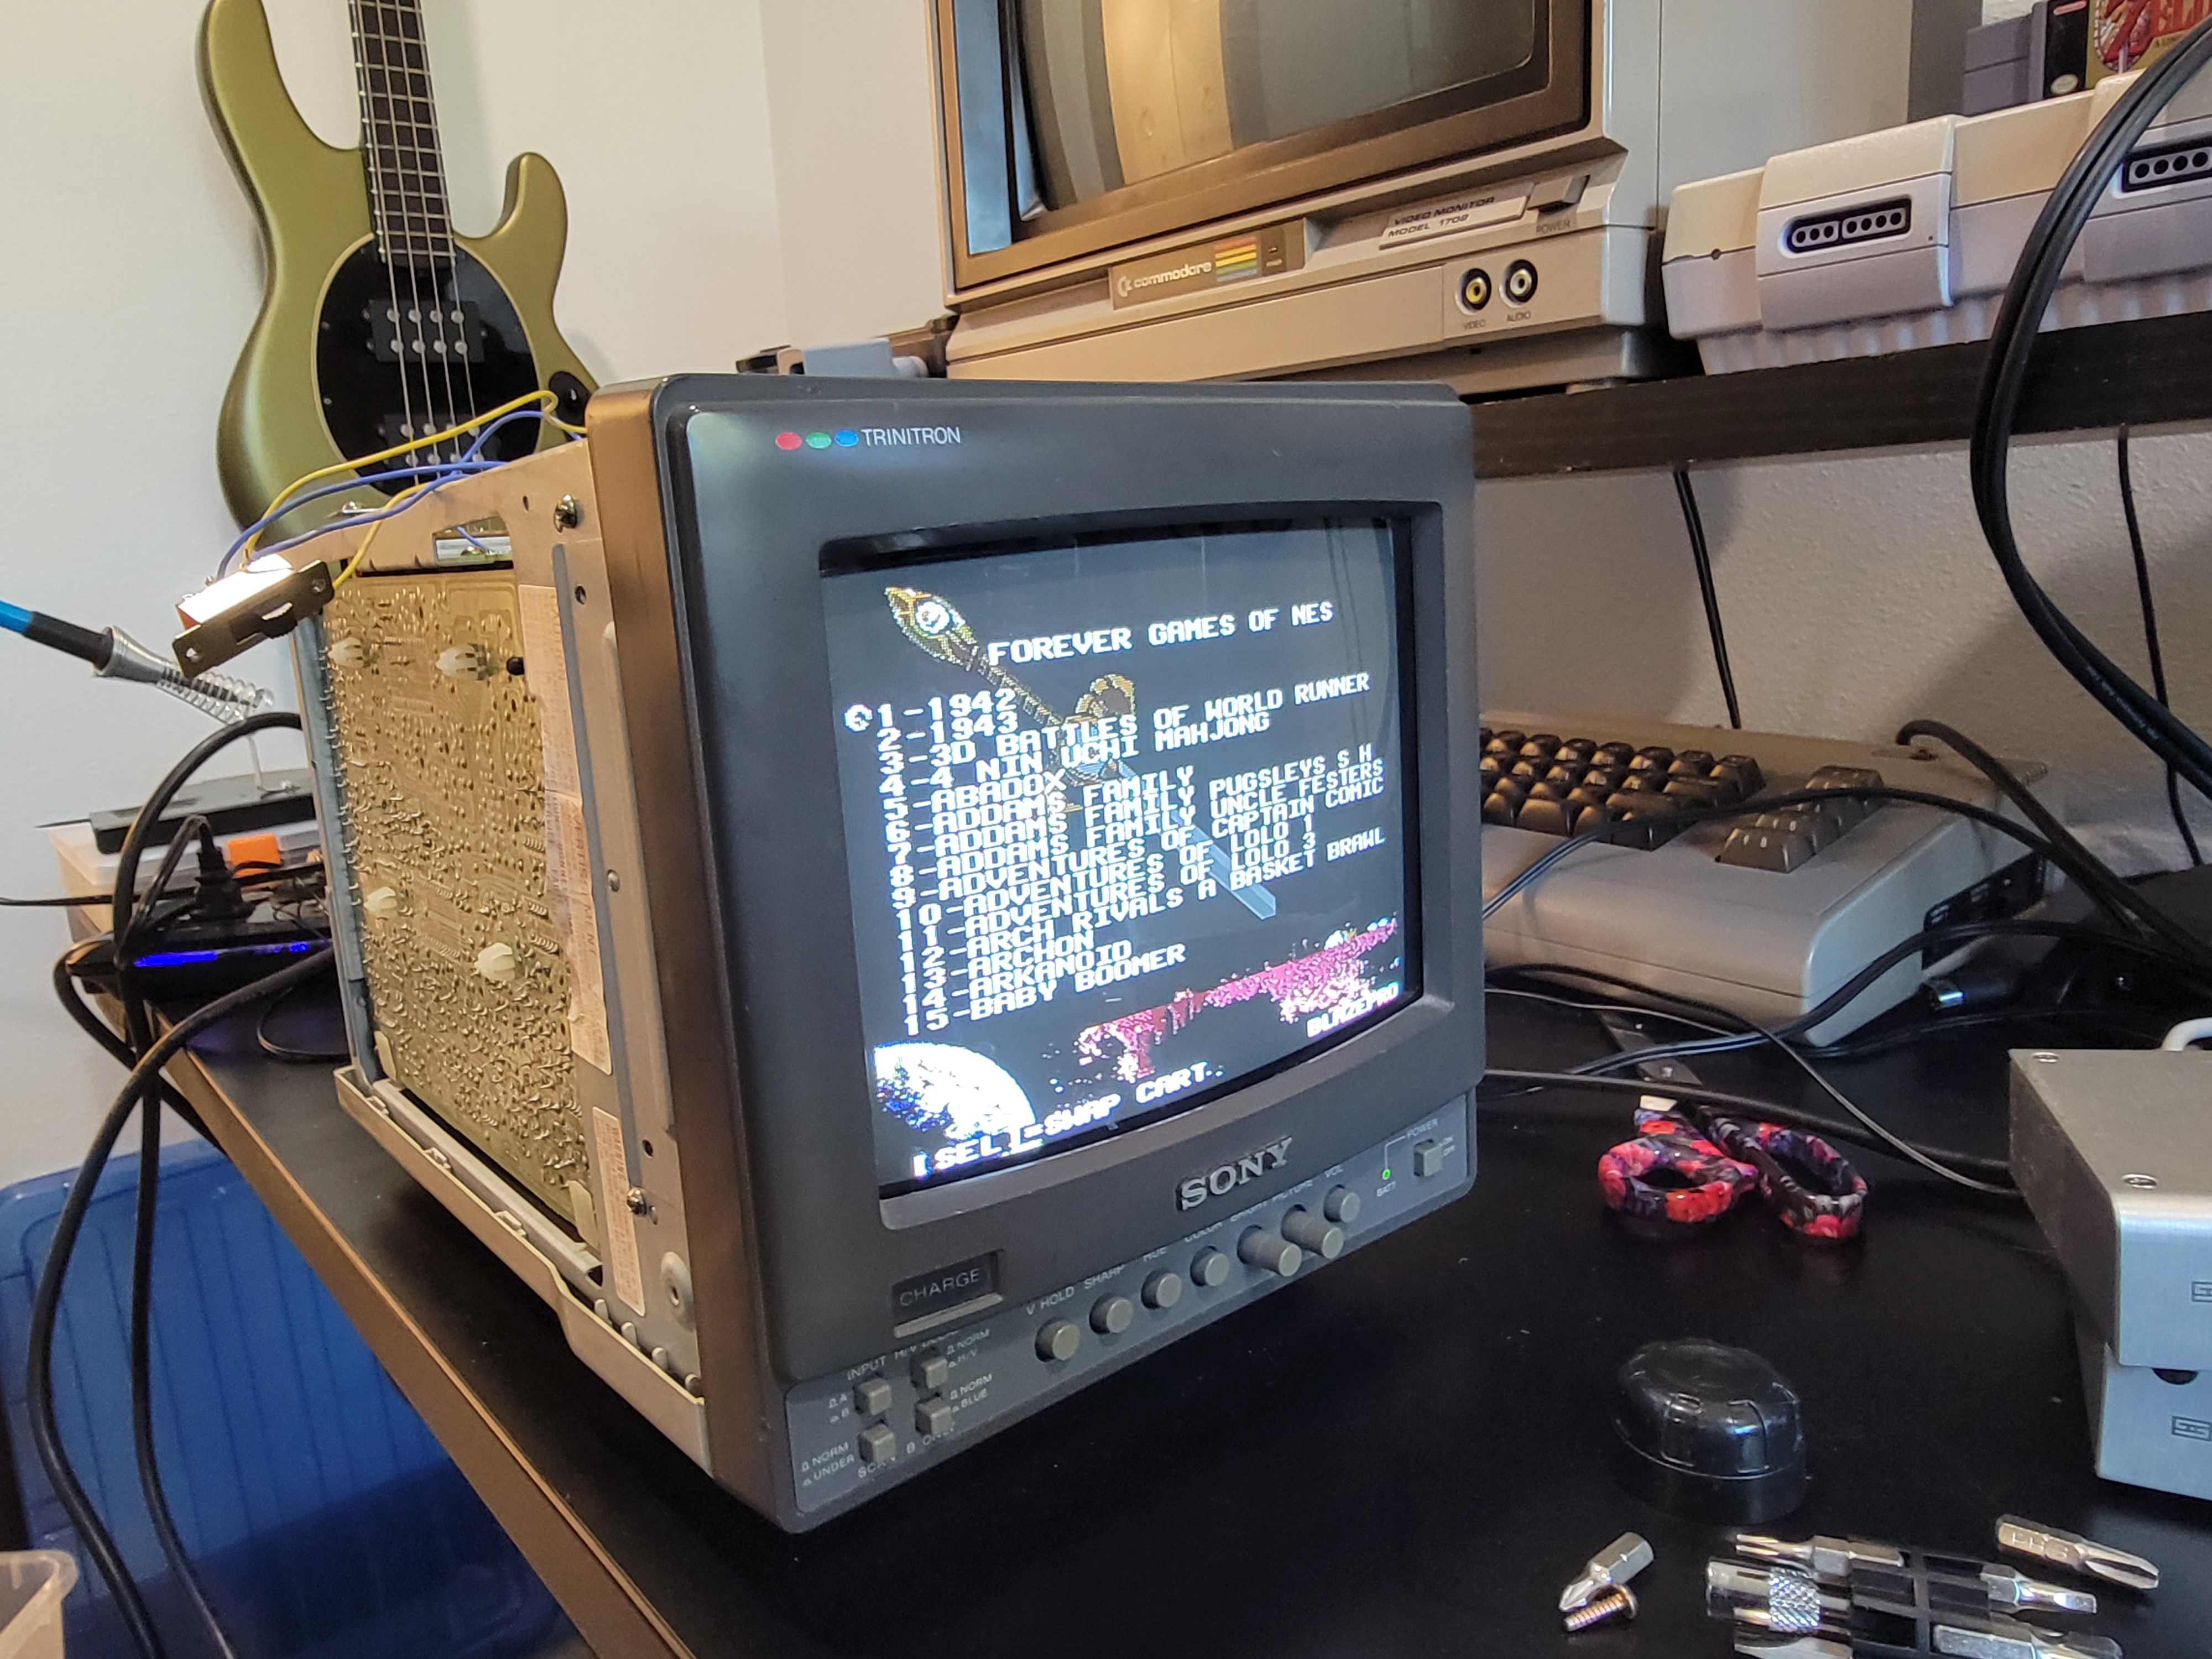 VIDEO MONITOR
MODEL 1702
POWER
commodore
VIDEO
AUDIO
TRINITRON
FOREVER GAMES OF NES
1-1942
2-1943
3-3D BATTLES OF WORLD RUNNER
4-4 NIN UCHI MAHJONG
5-ABADOX
6-ADDAMS FAMILY
7-ADDAMS FAMILY PUGSLEYS S H
8-ADDAMS FAMILY UNCLE FESTERS
9-ADVENTURES OF CAPTAIN COMIC
10-ADVENTURES OF LOLO 1
11-ADVENTURES OF LOLO 3
12-ARCH RIVALS A BASKET BRAWL
13-ARCHON
14-ARKANOID
15-BABY BOOMER
BLAZEPRO
[SEL]=SWAP CART.
SONY
POWER
ON
OFF
BATT
CHARGE
V HOLD
SHARP
HUE
COLOR
BRIGHT
PICTURE
VOL
INPUT
A
B
H/V DELAY
NORM
H/V
NORM
BLUE
NORM
UNDER
SCAN
B ONLY
PH2